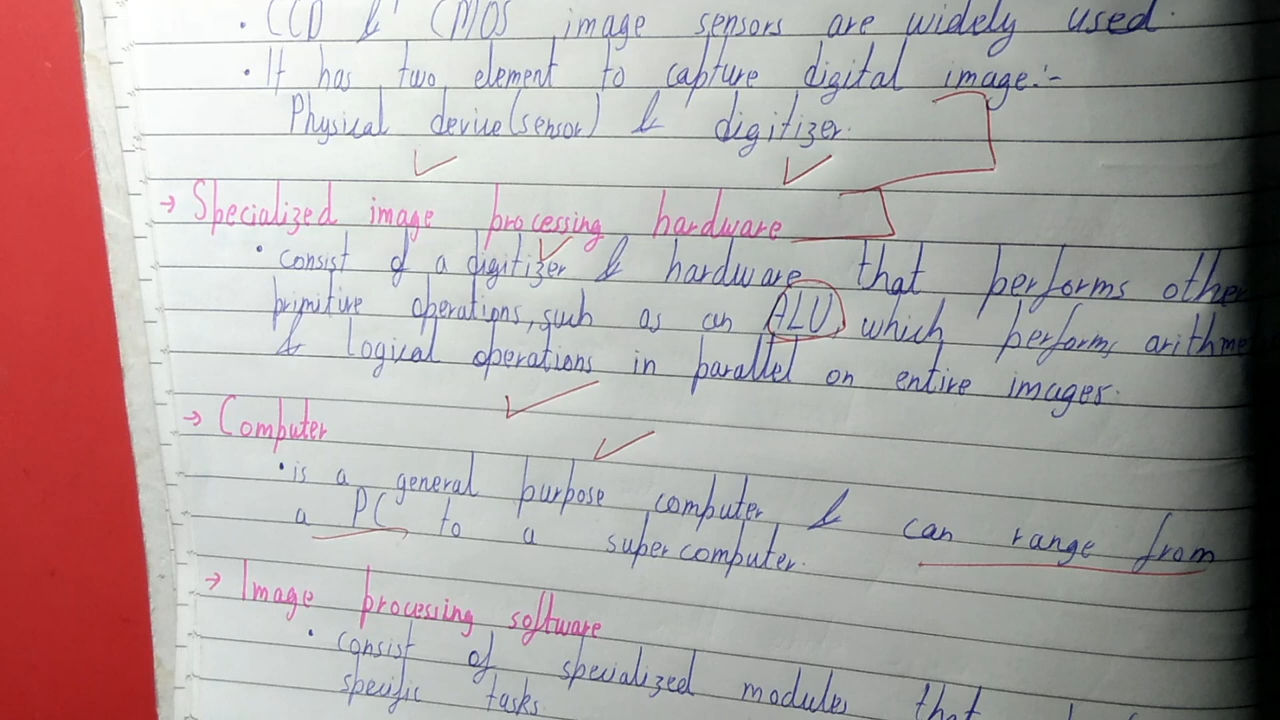 • CCD & CMOS image sensors are widely used.
• It has two element to capture digital image:-
Physical device(sensor) & digitizer.
→ Specialized image processing hardware
• consist of a digitizer & hardware that performs other
primitive operations, such as an ALU which performs arithme
& logical operations in parallel on entire images.
→ Computer
• is a general purpose computer & can range from
a PC to a supercomputer.
→ Image processing software
• consist of specialized modules that
specific tasks.